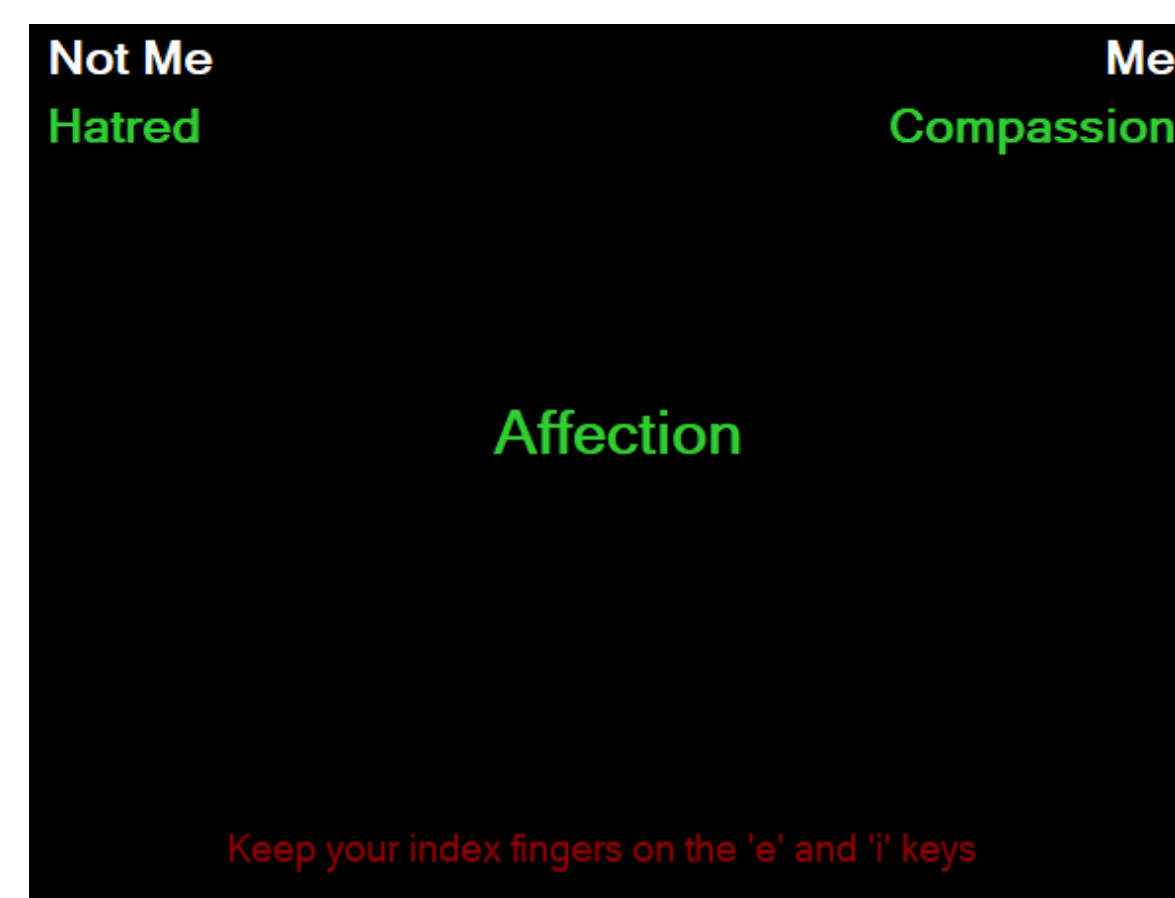 Not Me
Me
Hatred
Compassion
Affection
Keep your index fingers on the 'e' and 'i' keys